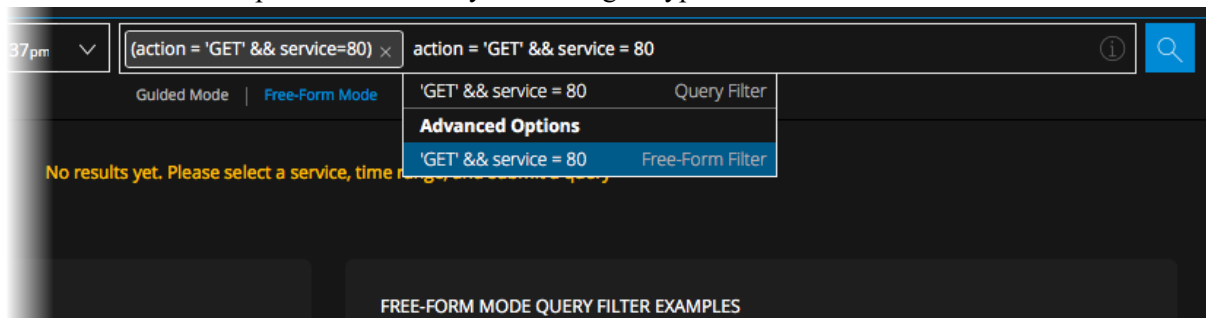 37pm (action = 'GET' && service=80) × action = 'GET' && service = 80
Guided Mode | Free-Form Mode
'GET' && service = 80 Query Filter
Advanced Options
'GET' && service = 80 Free-Form Filter
No results yet. Please select a service, time
FREE-FORM MODE QUERY FILTER EXAMPLES